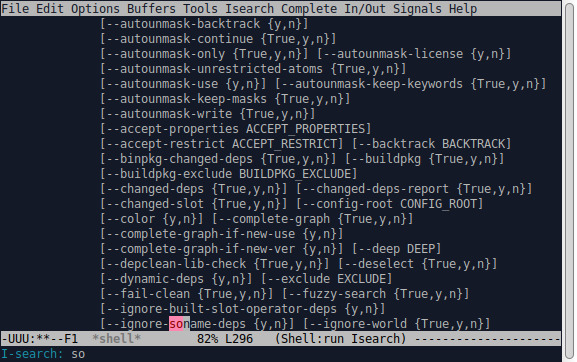 File Edit Options Buffers Tools Isearch Complete In/Out Signals Help
[--autounmask-backtrack {y,n}]
[--autounmask-continue {True,y,n}]
[--autounmask-only {True,y,n}] [--autounmask-license {y,n}]
[--autounmask-unrestricted-atoms {True,y,n}]
[--autounmask-use {y,n}] [--autounmask-keep-keywords {True,y,n}]
[--autounmask-keep-masks {True,y,n}]
[--autounmask-write {True,y,n}]
[--accept-properties ACCEPT_PROPERTIES]
[--accept-restrict ACCEPT_RESTRICT] [--backtrack BACKTRACK]
[--binpkg-changed-deps {True,y,n}] [--buildpkg {True,y,n}]
[--buildpkg-exclude BUILDPKG_EXCLUDE]
[--changed-deps {True,y,n}] [--changed-deps-report {True,y,n}]
[--changed-slot {True,y,n}] [--config-root CONFIG_ROOT]
[--color {y,n}] [--complete-graph {True,y,n}]
[--complete-graph-if-new-use {y,n}]
[--complete-graph-if-new-ver {y,n}] [--deep DEEP]
[--depclean-lib-check {True,y,n}] [--deselect {True,y,n}]
[--dynamic-deps {y,n}] [--exclude EXCLUDE]
[--fail-clean {True,y,n}] [--fuzzy-search {True,y,n}]
[--ignore-built-slot-operator-deps {y,n}]
[--ignore-soname-deps {y,n}] [--ignore-world {True,y,n}]
-UUU:**--F1  *shell*       82% L296   (Shell:run Isearch) --------------------
I-search: so